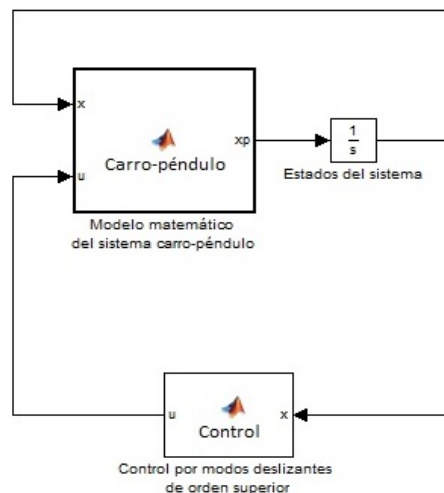 x
u
Carro-péndulo
xp
Modelo matemático
del sistema carro-péndulo
1
s
Estados del sistema
u
x
Control
Control por modos deslizantes
de orden superior